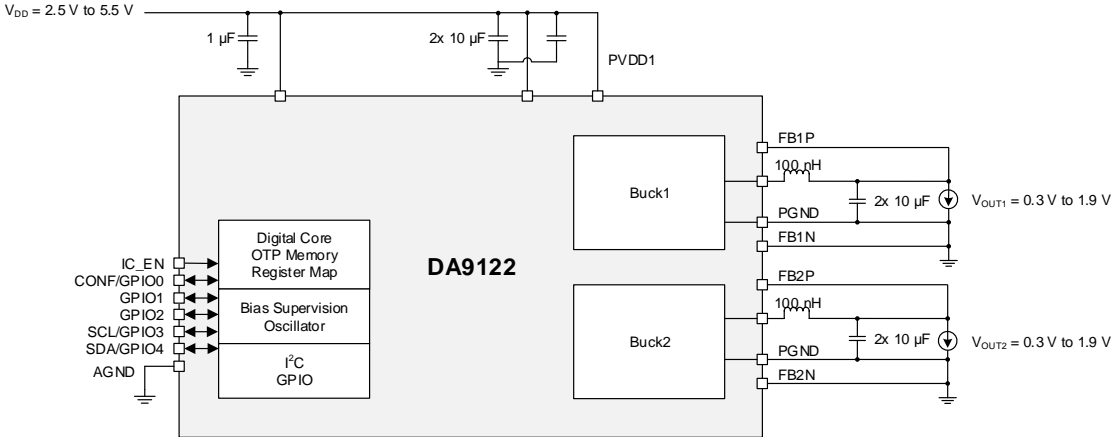 V_DD = 2.5 V to 5.5 V
1 µF
2x 10 µF
PVDD1
FB1P
100 nH
Buck1
2x 10 µF
V_OUT1 = 0.3 V to 1.9 V
PGND
FB1N
Digital Core
OTP Memory
Register Map
DA9122
IC_EN
CONF/GPIO0
GPIO1
GPIO2
SCL/GPIO3
SDA/GPIO4
AGND
Bias Supervision
Oscillator
I²C
GPIO
FB2P
100 nH
Buck2
2x 10 µF
V_OUT2 = 0.3 V to 1.9 V
PGND
FB2N